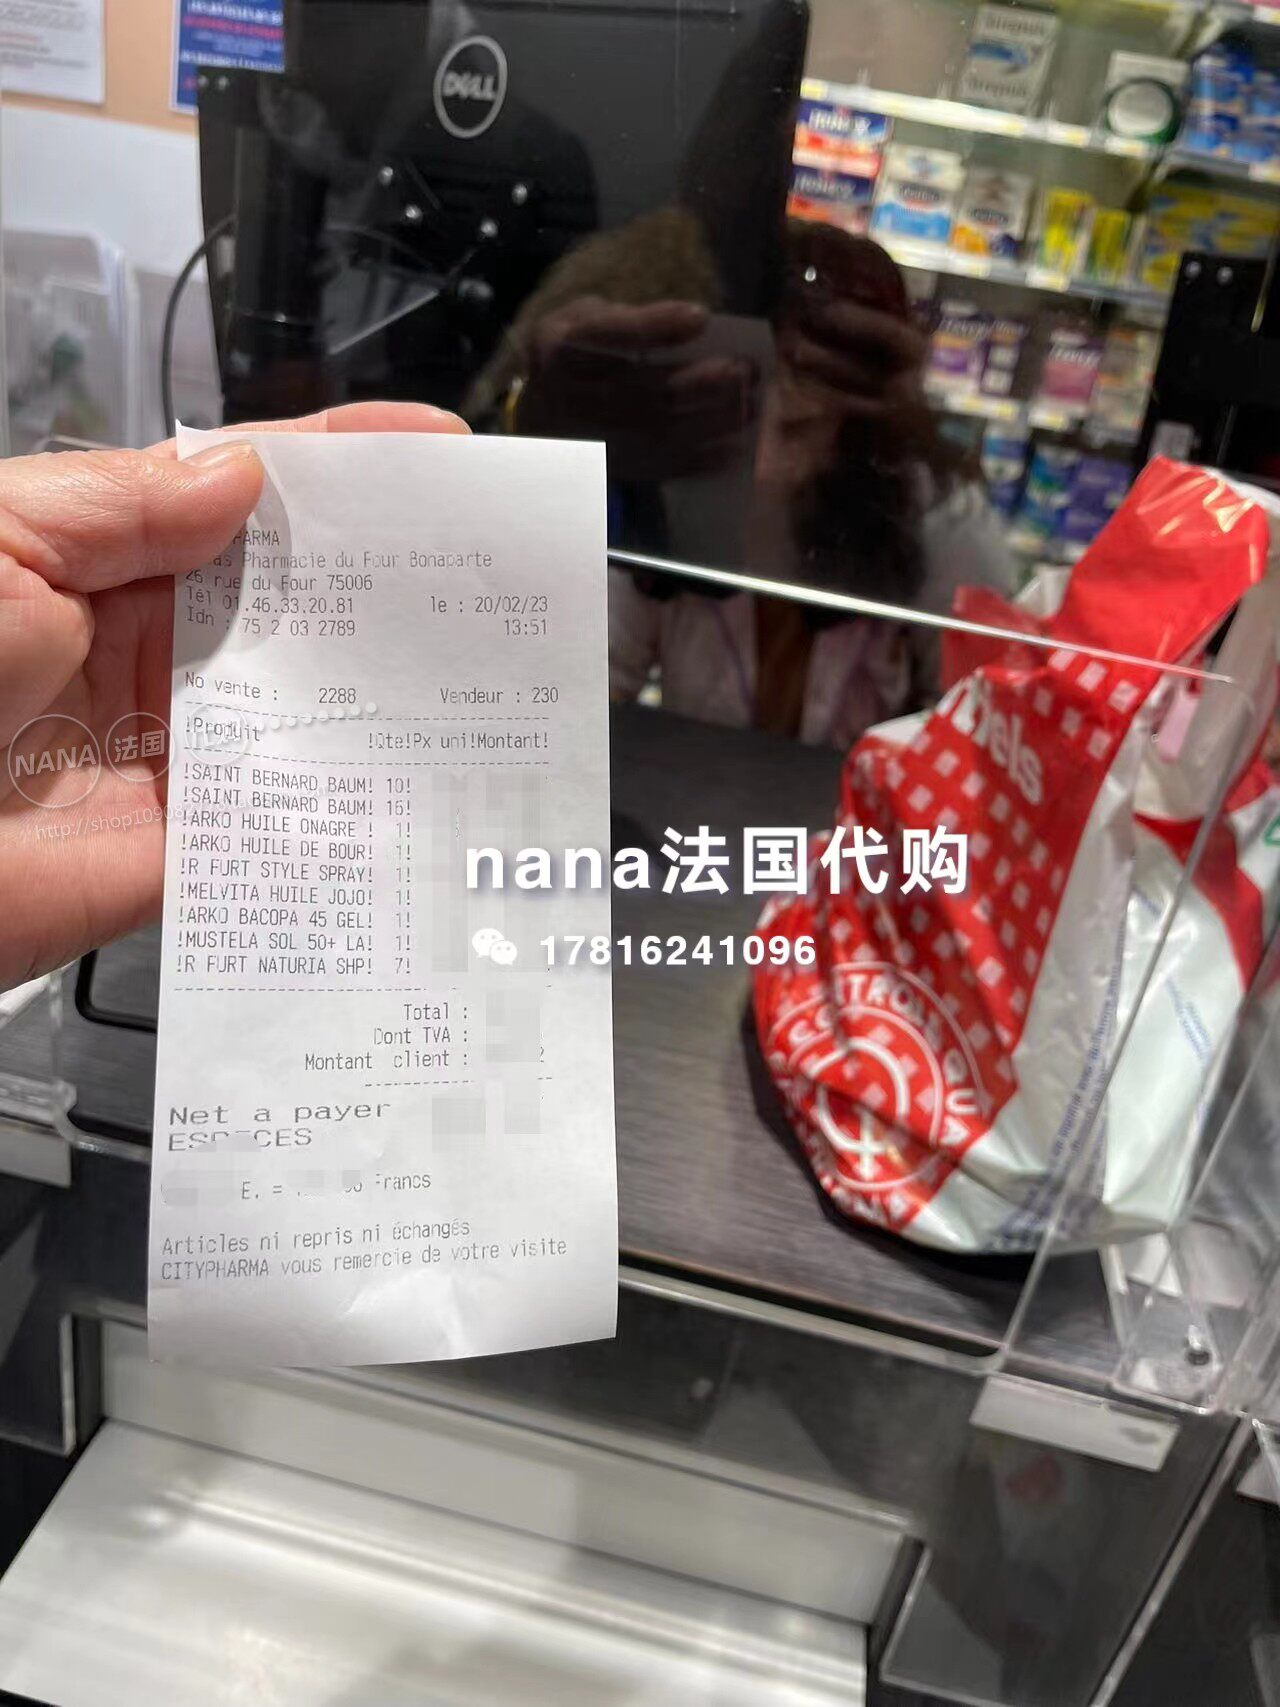 DELL
PHARMA
as Pharmacie du Four Bonaparte
26 rue du Four 75006
Tél 01.46.33.20.81 le : 20/02/23
Idn : 75 2 03 2789 13:51
No vente : 2288 Vendeur : 230
!Produit !Qte!Px uni!Montant!
!SAINT BERNARD BAUM! 10!
!SAINT BERNARD BAUM! 15!
!ARKO HUILE ONAGRE ! 1!
!ARKO HUILE DE BOUR! 1!
!R FURT STYLE SPRAY! 1!
!MELVITA HUILE JOJO! 1!
!ARKO BACOPA 45 GEL! 1!
!MUSTELA SOL 50+ LA! 1!
!R FURT NATURIA SHP! 7!
Total :
Dont TVA :
Montant client :
Net a payer
ESPECES
E. = Francs
Articles ni repris ni échangés
CITYPHARMA vous remercie de votre visite
NANA 法国
nana法国代购
17816241096